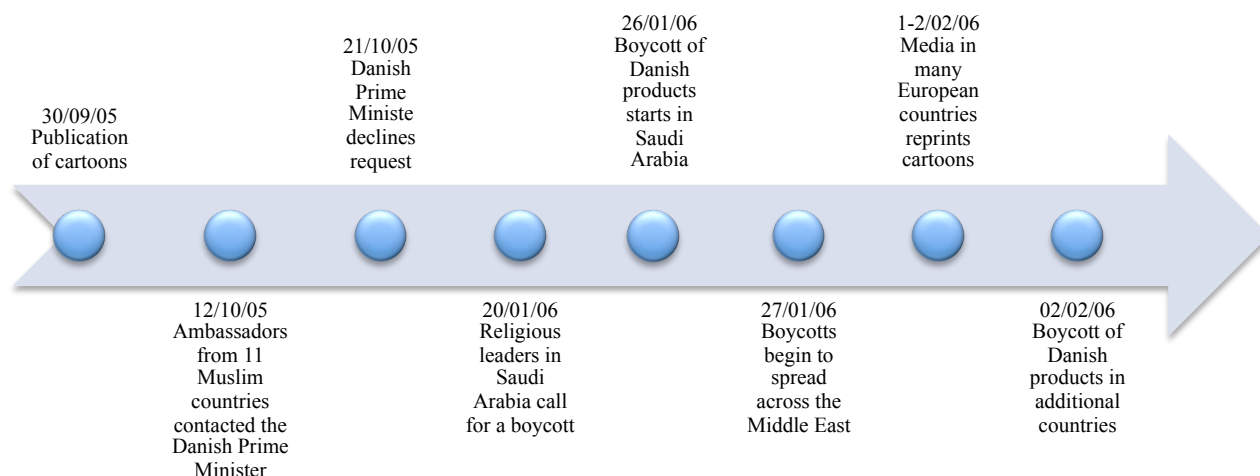 30/09/05
Publication
of cartoons
12/10/05
Ambassadors
from 11
Muslim
countries
contacted the
Danish Prime
Minister
21/10/05
Danish
Prime
Ministe
declines
request
20/01/06
Religious
leaders in
Saudi
Arabia call
for a boycott
26/01/06
Boycott of
Danish
products
starts in
Saudi
Arabia
27/01/06
Boycotts
begin to
spread
across the
Middle East
1-2/02/06
Media in
many
European
countries
reprints
cartoons
02/02/06
Boycott of
Danish
products in
additional
countries